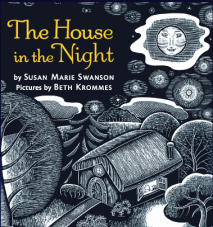 The House
in the Night
by SUSAN MARIE SWANSON
Pictures by BETH KROMMES